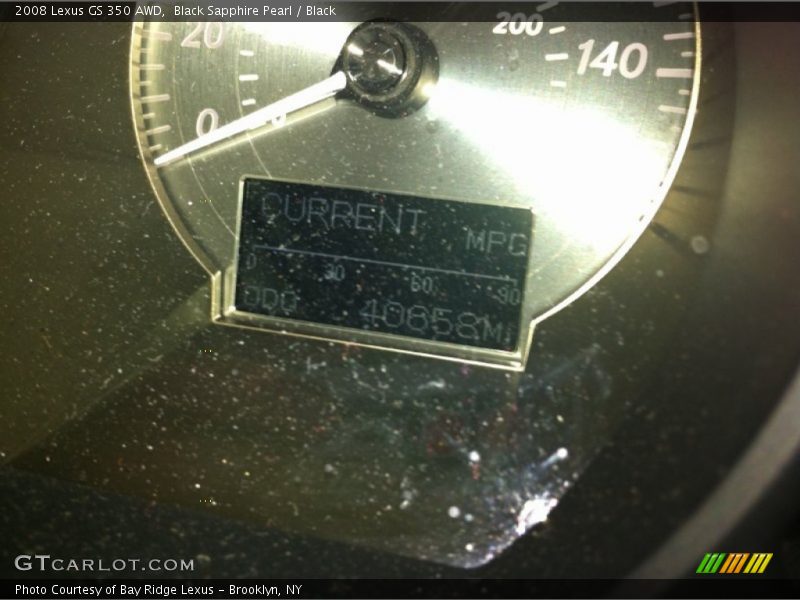 2008 Lexus GS 350 AWD,  Black Sapphire Pearl / Black
20
200
140
0
0
CURRENT
MPG
0 30 60 90
ODO 40658Mi
GTCARLOT.COM
Photo Courtesy of Bay Ridge Lexus – Brooklyn, NY